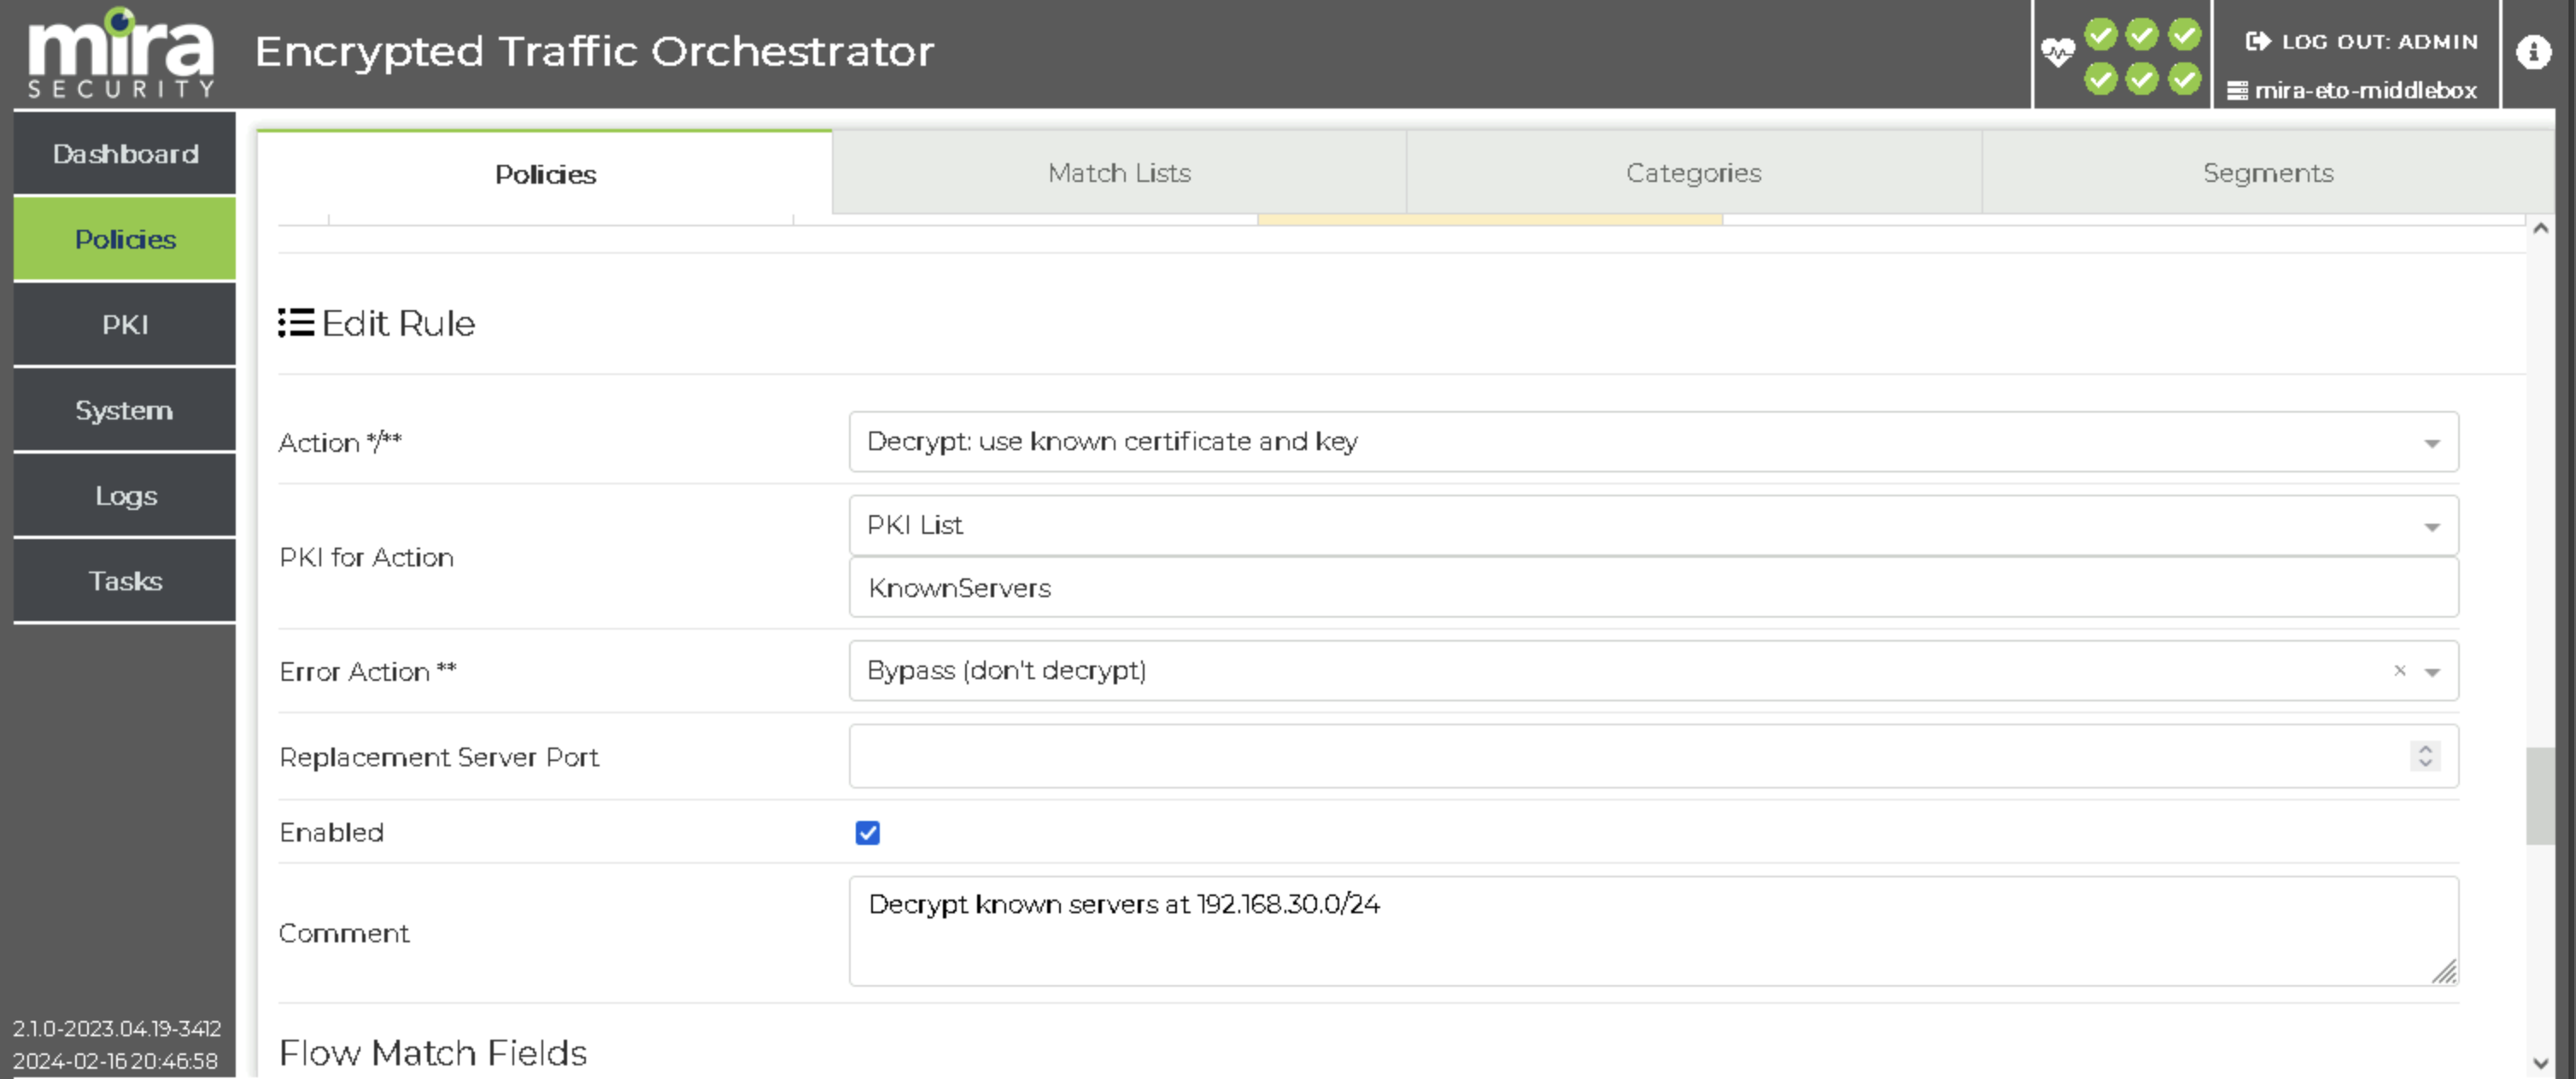 mira
SECURITY
Encrypted Traffic Orchestrator
LOG OUT: ADMIN
mira-eto-middlebox
Dashboard
Policies
PKI
System
Logs
Tasks
2.1.0-2023.04.19-3412
2024-02-16 20:46:58
Policies
Match Lists
Categories
Segments
Edit Rule
Action */**
Decrypt: use known certificate and key
PKI for Action
PKI List
KnownServers
Error Action **
Bypass (don't decrypt)
Replacement Server Port
Enabled
Comment
Decrypt known servers at 192.168.30.0/24
Flow Match Fields